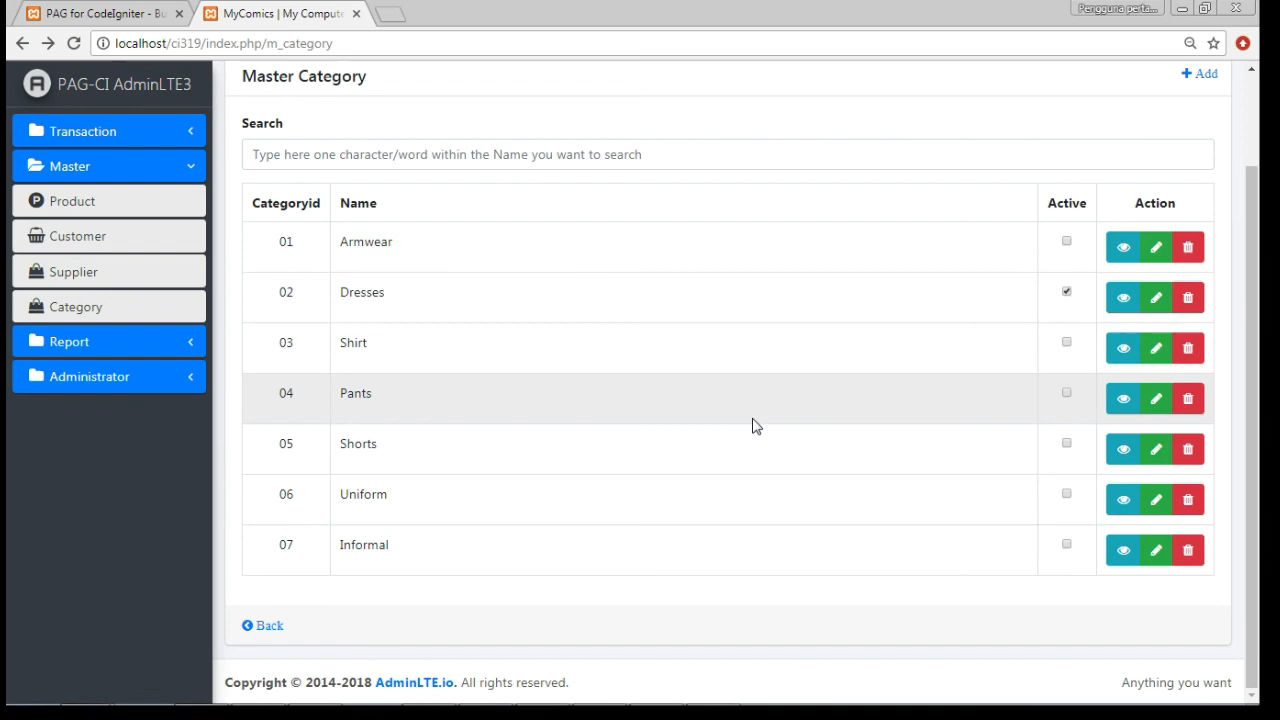 PAG for CodeIgniter - Bu
MyComics | My Compute
Pengguna perta...
localhost/ci319/index.php/m_category
PAG-CI AdminLTE3
Transaction
Master
Product
Customer
Supplier
Category
Report
Administrator
Master Category
Add
Search
Type here one character/word within the Name you want to search
Categoryid Name Active Action
01 Armwear
02 Dresses
03 Shirt
04 Pants
05 Shorts
06 Uniform
07 Informal
Back
Copyright © 2014-2018 AdminLTE.io. All rights reserved.
Anything you want